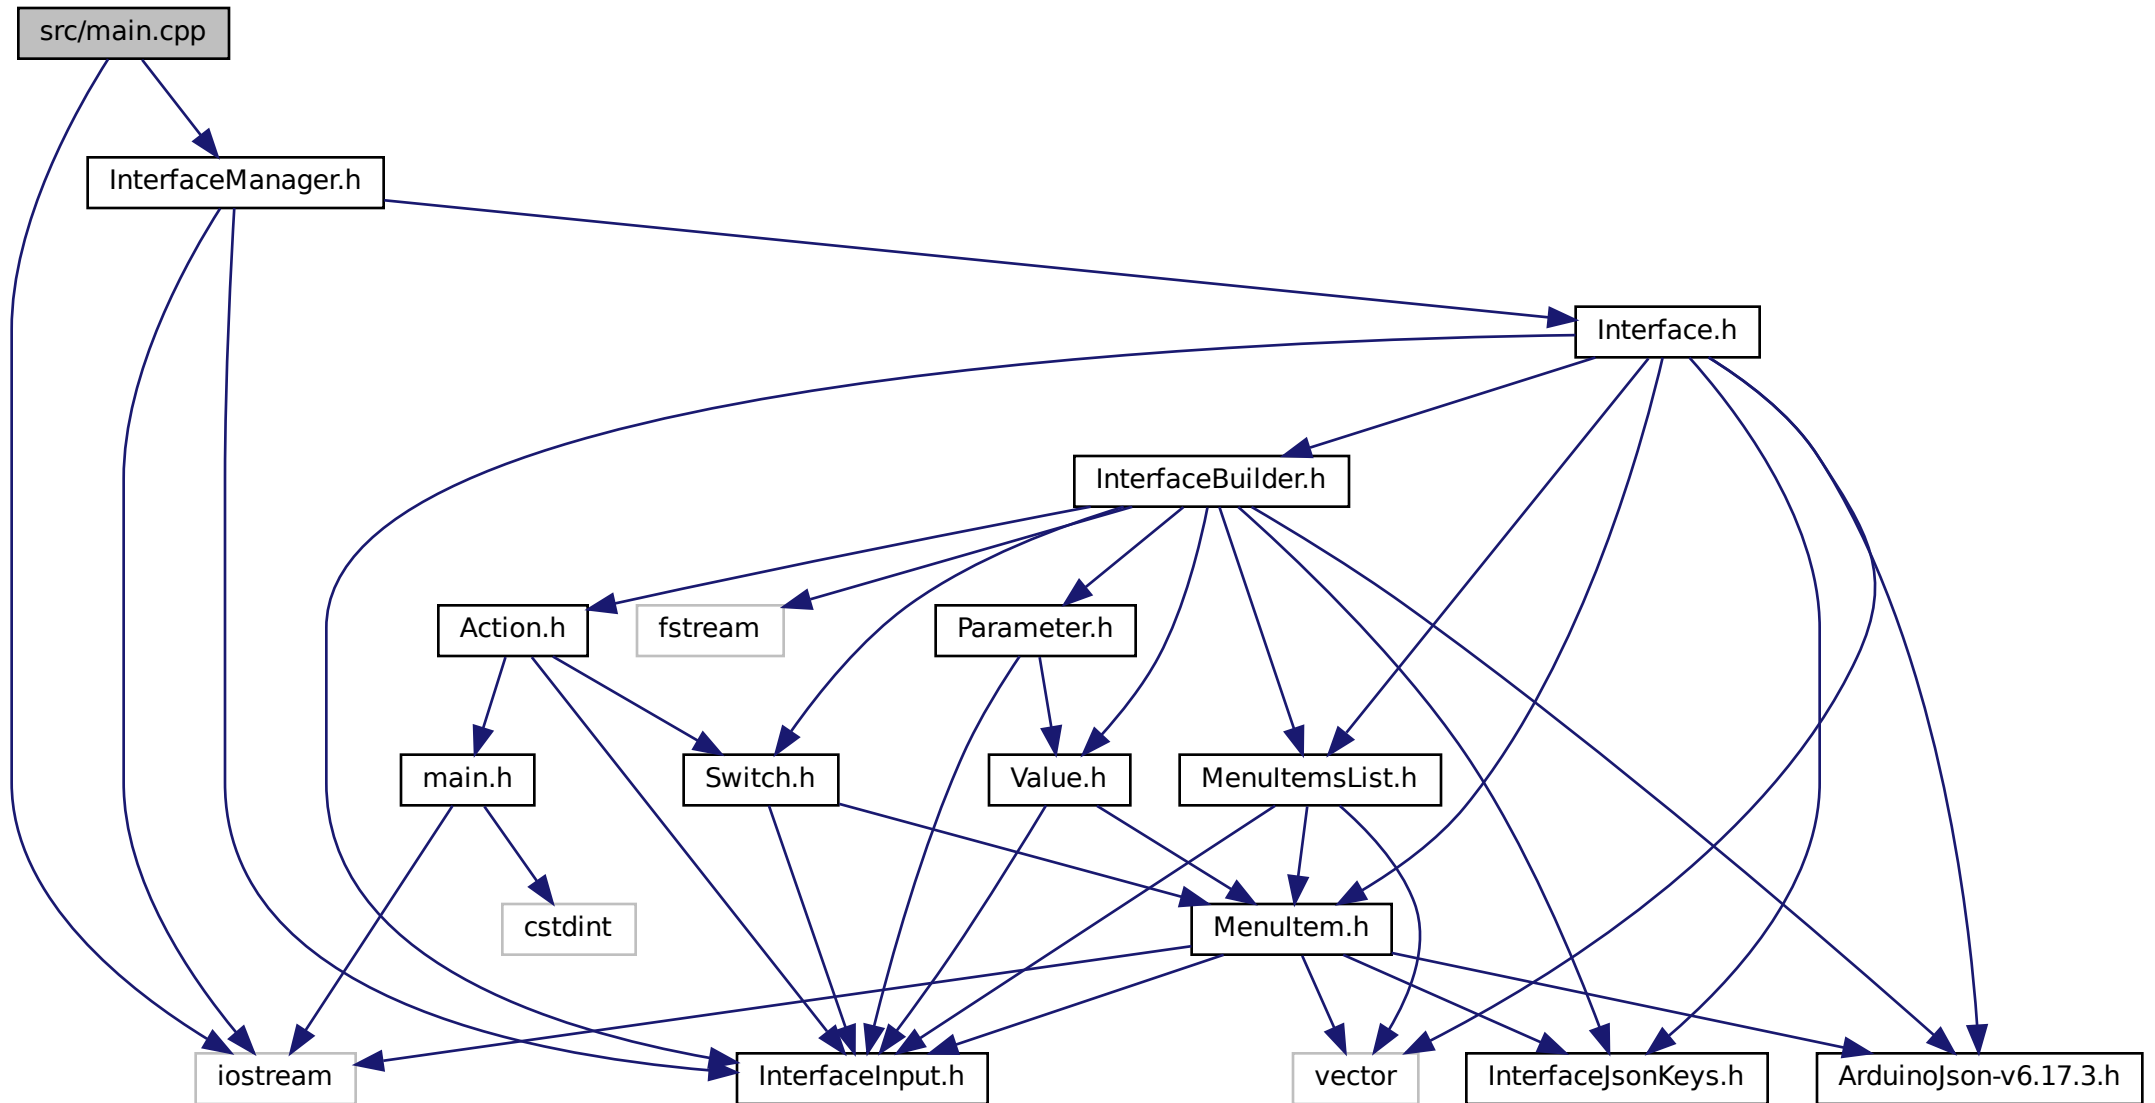 src/main.cpp
InterfaceManager.h
Interface.h
InterfaceBuilder.h
Action.h
fstream
Parameter.h
main.h
Switch.h
Value.h
MenuItemsList.h
cstdint
MenuItem.h
iostream
InterfaceInput.h
vector
InterfaceJsonKeys.h
ArduinoJson-v6.17.3.h